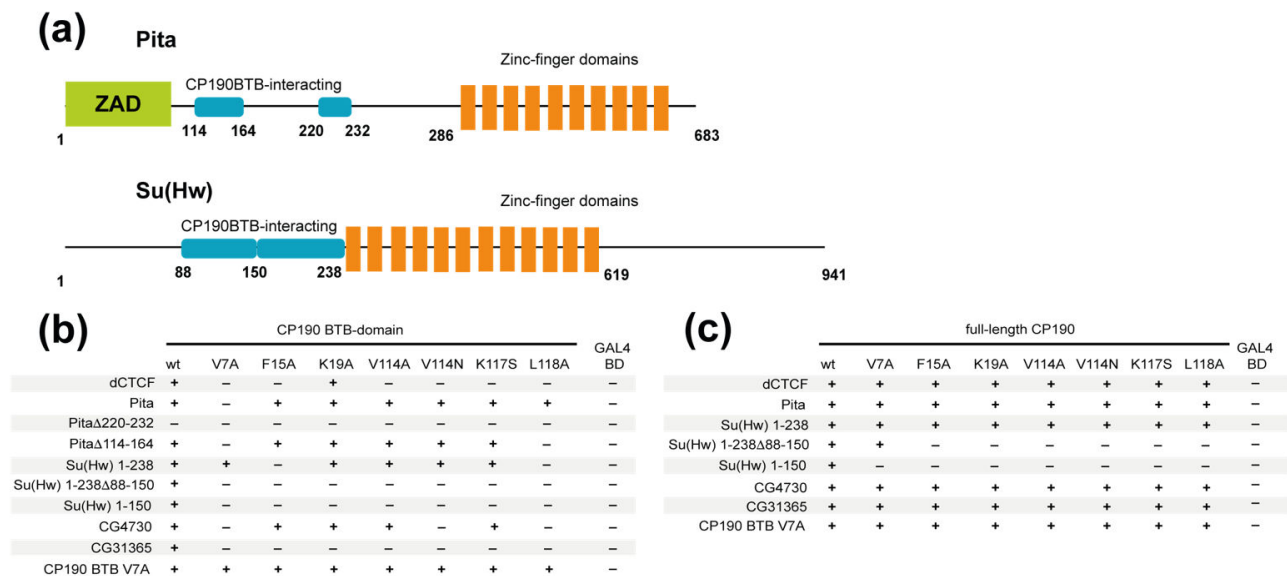 (a)
Pita
Zinc-finger domains
CP190BTB-interacting
ZAD
1 114 164 220 232 286 683
Su(Hw)
Zinc-finger domains
CP190BTB-interacting
1 88 150 238 619 941
(b)
CP190 BTB-domain
wt V7A F15A K19A V114A V114N K117S L118A GAL4 BD
dCTCF + – – + – – – – –
Pita + – + + + + + + –
PitaΔ220-232 – – – – – – – – –
PitaΔ114-164 + – + + + + + – –
Su(Hw) 1-238 + + – + + + + – –
Su(Hw) 1-238Δ88-150 + – – – – – – – –
Su(Hw) 1-150 + – – – – – – – –
CG4730 + – + + + – + – –
CG31365 + – – – – – – – –
CP190 BTB V7A + + + + + + + + –
(c)
full-length CP190
wt V7A F15A K19A V114A V114N K117S L118A GAL4 BD
dCTCF + + + + + + + + –
Pita + + + + + + + + –
Su(Hw) 1-238 + + + + + + + + –
Su(Hw) 1-238Δ88-150 + + – – – – – – –
Su(Hw) 1-150 + – – – – – – – –
CG4730 + + + + + + + + –
CG31365 + + + + + + + + –
CP190 BTB V7A + + + + + + + + –